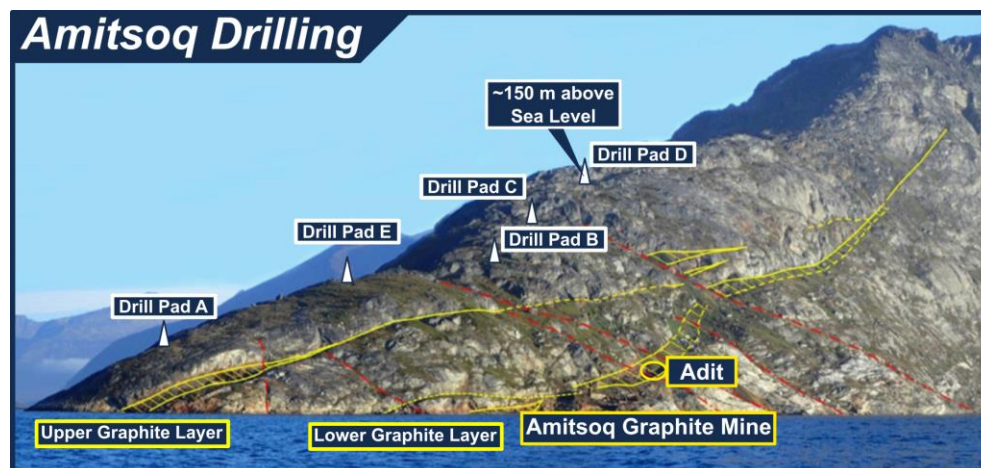 Amitsoq Drilling
~150 m above
Sea Level
Drill Pad D
Drill Pad C
Drill Pad B
Drill Pad E
Drill Pad A
Adit
Upper Graphite Layer
Lower Graphite Layer
Amitsoq Graphite Mine